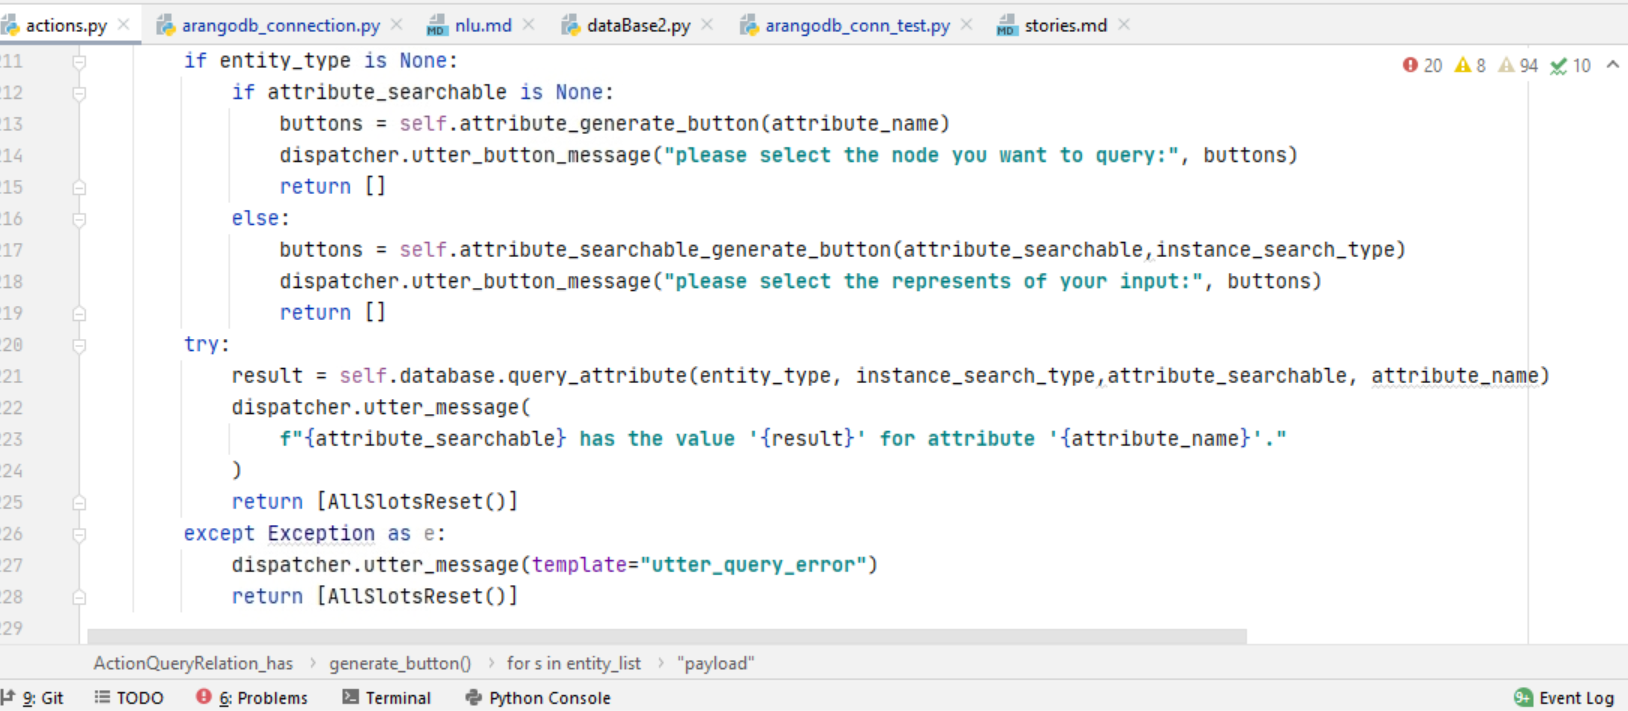 actions.py arangodb_connection.py nlu.md dataBase2.py arangodb_conn_test.py stories.md
20 8 94 10
11 if entity_type is None:
12 if attribute_searchable is None:
13 buttons = self.attribute_generate_button(attribute_name)
14 dispatcher.utter_button_message("please select the node you want to query:", buttons)
15 return []
16 else:
17 buttons = self.attribute_searchable_generate_button(attribute_searchable,instance_search_type)
18 dispatcher.utter_button_message("please select the represents of your input:", buttons)
19 return []
20 try:
21 result = self.database.query_attribute(entity_type, instance_search_type,attribute_searchable, attribute_name)
22 dispatcher.utter_message(
23 f"{attribute_searchable} has the value '{result}' for attribute '{attribute_name}'."
24 )
25 return [AllSlotsReset()]
26 except Exception as e:
27 dispatcher.utter_message(template="utter_query_error")
28 return [AllSlotsReset()]
29
ActionQueryRelation_has › generate_button() › for s in entity_list › "payload"
9: Git TODO 6: Problems Terminal Python Console 9+ Event Log